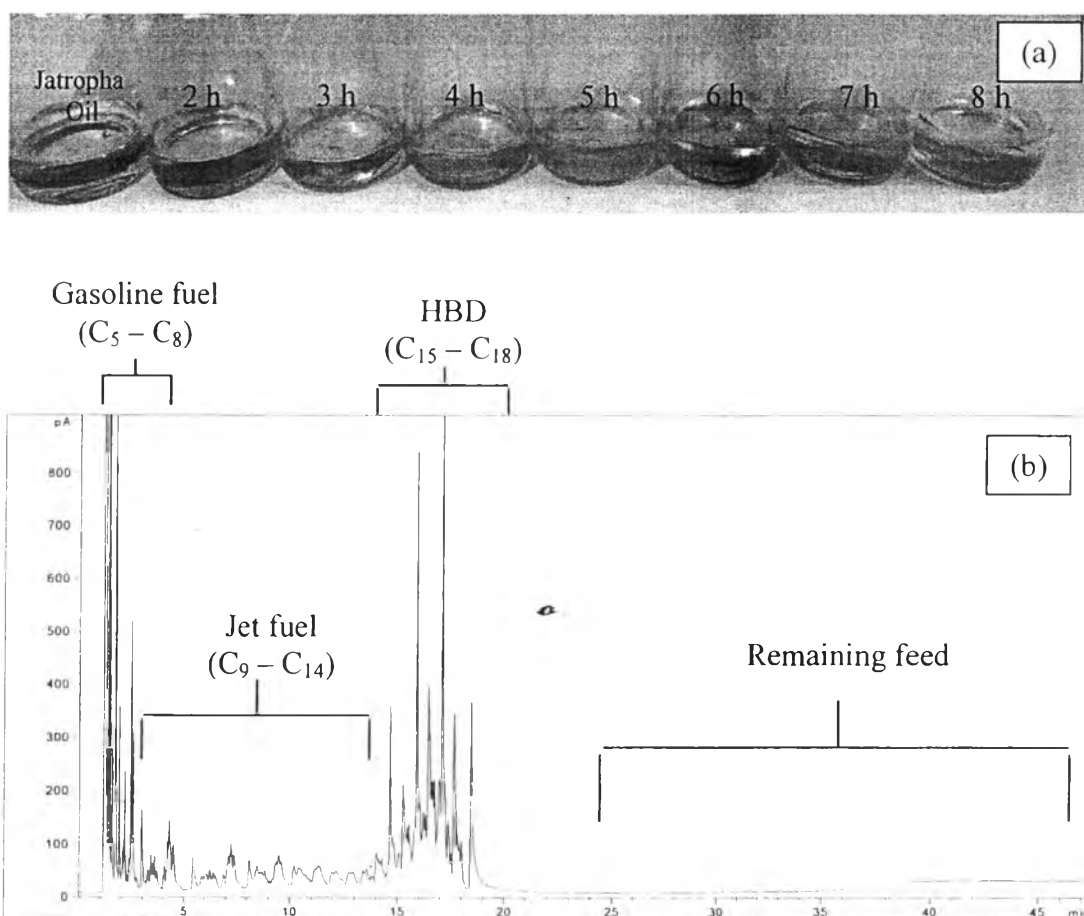 (a)
Jatropha
Oil
2 h
3 h
4 h
5 h
6 h
7 h
8 h
Gasoline fuel
(C₅ – C₈)
HBD
(C₁₅ – C₁₈)
pA
(b)
800
700
600
500
400
300
200
100
0
Jet fuel
(C₉ – C₁₄)
Remaining feed
5
10
15
20
25
30
35
40
45